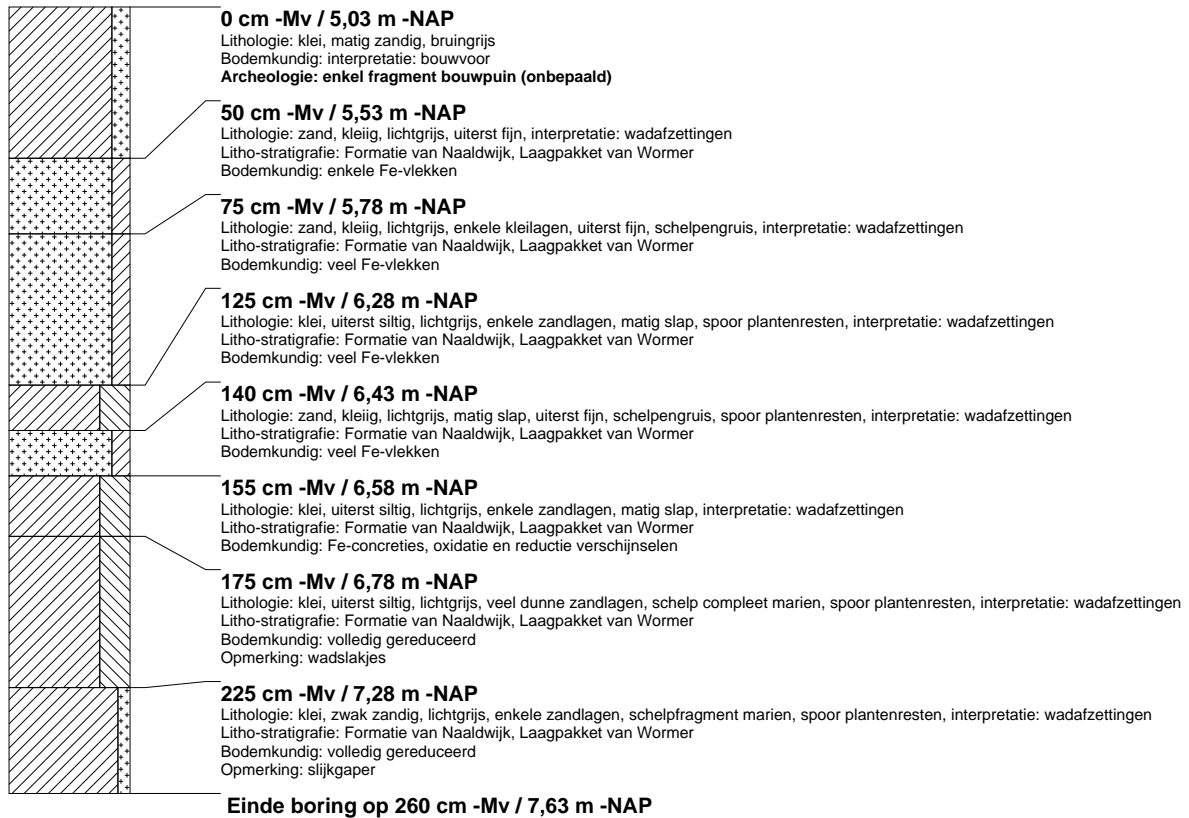 0 cm -Mv / 5,03 m -NAP
Lithologie: klei, matig zandig, bruingrijs
Bodemkundig: interpretatie: bouwvoor
Archeologie: enkel fragment bouwpuin (onbepaald)
50 cm -Mv / 5,53 m -NAP
Lithologie: zand, kleiig, lichtgrijs, uiterst fijn, interpretatie: wadafzettingen
Litho-stratigrafie: Formatie van Naaldwijk, Laagpakket van Wormer
Bodemkundig: enkele Fe-vlekken
75 cm -Mv / 5,78 m -NAP
Lithologie: zand, kleiig, lichtgrijs, enkele kleilagen, uiterst fijn, schelpengruis, interpretatie: wadafzettingen
Litho-stratigrafie: Formatie van Naaldwijk, Laagpakket van Wormer
Bodemkundig: veel Fe-vlekken
125 cm -Mv / 6,28 m -NAP
Lithologie: klei, uiterst siltig, lichtgrijs, enkele zandlagen, matig slap, spoor plantenresten, interpretatie: wadafzettingen
Litho-stratigrafie: Formatie van Naaldwijk, Laagpakket van Wormer
Bodemkundig: veel Fe-vlekken
140 cm -Mv / 6,43 m -NAP
Lithologie: zand, kleiig, lichtgrijs, matig slap, uiterst fijn, schelpengruis, spoor plantenresten, interpretatie: wadafzettingen
Litho-stratigrafie: Formatie van Naaldwijk, Laagpakket van Wormer
Bodemkundig: veel Fe-vlekken
155 cm -Mv / 6,58 m -NAP
Lithologie: klei, uiterst siltig, lichtgrijs, enkele zandlagen, matig slap, interpretatie: wadafzettingen
Litho-stratigrafie: Formatie van Naaldwijk, Laagpakket van Wormer
Bodemkundig: Fe-concreties, oxidatie en reductie verschijnselen
175 cm -Mv / 6,78 m -NAP
Lithologie: klei, uiterst siltig, lichtgrijs, veel dunne zandlagen, schelp compleet marien, spoor plantenresten, interpretatie: wadafzettingen
Litho-stratigrafie: Formatie van Naaldwijk, Laagpakket van Wormer
Bodemkundig: volledig gereduceerd
Opmerking: wadslakjes
225 cm -Mv / 7,28 m -NAP
Lithologie: klei, zwak zandig, lichtgrijs, enkele zandlagen, schelpfragment marien, spoor plantenresten, interpretatie: wadafzettingen
Litho-stratigrafie: Formatie van Naaldwijk, Laagpakket van Wormer
Bodemkundig: volledig gereduceerd
Opmerking: slijkgaper
Einde boring op 260 cm -Mv / 7,63 m -NAP